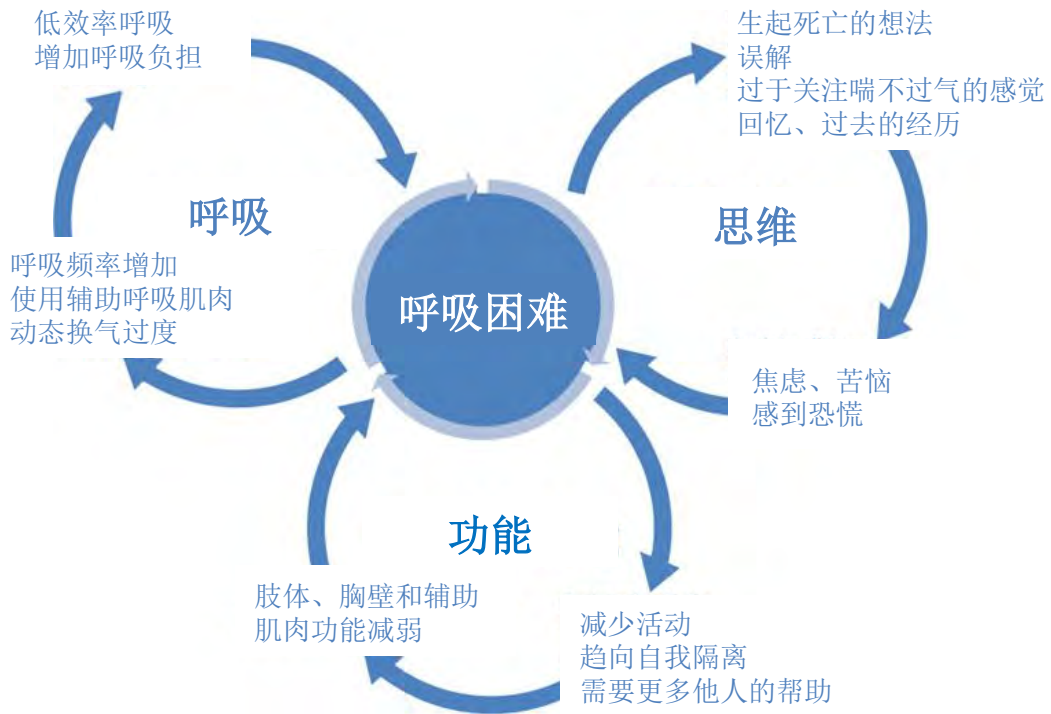 低效率呼吸
增加呼吸负担
呼吸
呼吸频率增加
使用辅助呼吸肌肉
动态换气过度
生起死亡的想法
误解
过于关注喘不过气的感觉
回忆、过去的经历
思维
焦虑、苦恼
感到恐慌
呼吸困难
功能
肢体、胸壁和辅助
肌肉功能减弱
减少活动
趋向自我隔离
需要更多他人的帮助